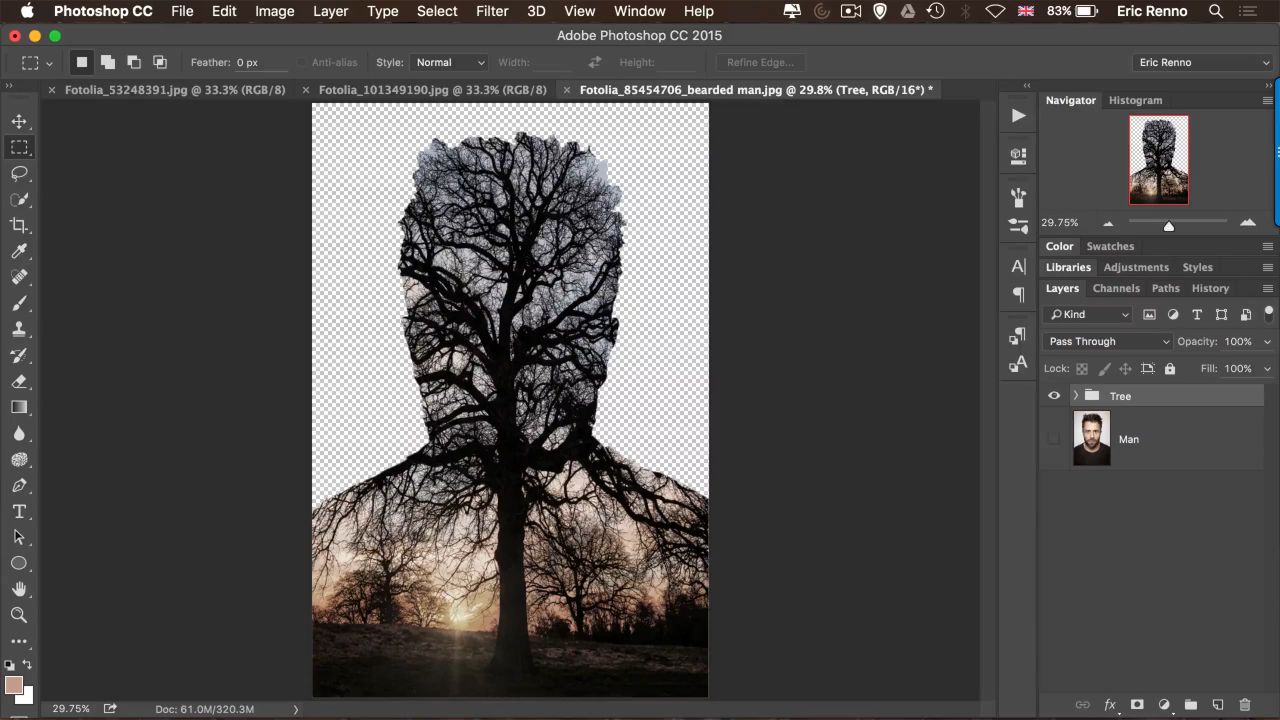 Photoshop CC File Edit Image Layer Type Select Filter 3D View Window Help 83% Eric Renno
Adobe Photoshop CC 2015
Feather: 0 px Anti-alias Style: Normal Width: Height: Refine Edge... Eric Renno
Fotolia_53248391.jpg @ 33.3% (RGB/8) Fotolia_101349190.jpg @ 33.3% (RGB/8) Fotolia_85454706_bearded man.jpg @ 29.8% (Tree, RGB/16*) *
Navigator Histogram
29.75%
Color Swatches
Libraries Adjustments Styles
Layers Channels Paths History
Kind
Pass Through Opacity: 100%
Lock: Fill: 100%
Tree
Man
29.75% Doc: 61.0M/320.3M